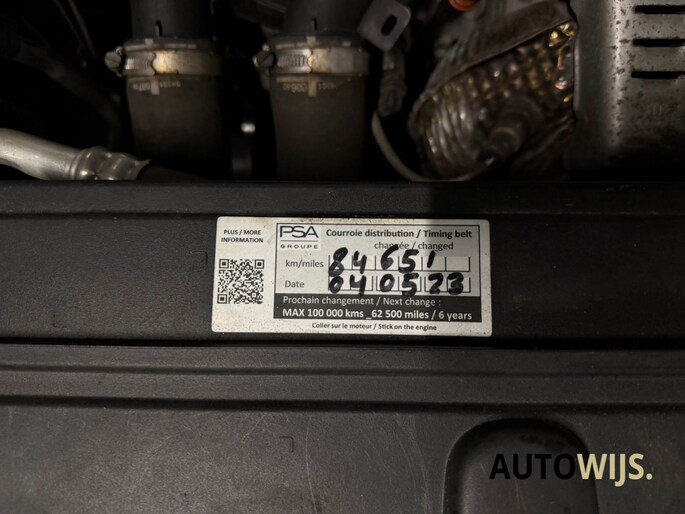 PLUS / MORE
INFORMATION
PSA
GROUPE
Courroie distribution / Timing belt
changée / changed
km/miles 84 651
Date 04 05 23
Prochain changement / Next change :
MAX 100 000 kms _62 500 miles / 6 years
Coller sur le moteur / Stick on the engine
AUTOWIJS.